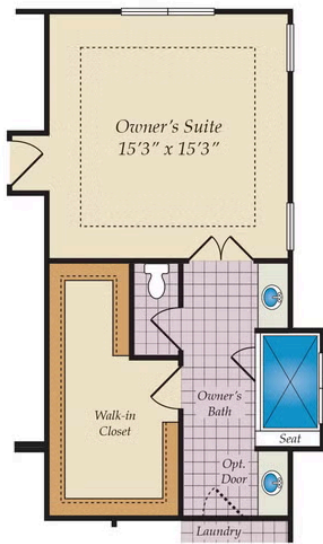 Owner's Suite
15'3" x 15'3"
Owner's
Bath
Walk-in
Closet
Seat
Opt.
Door
Laundry